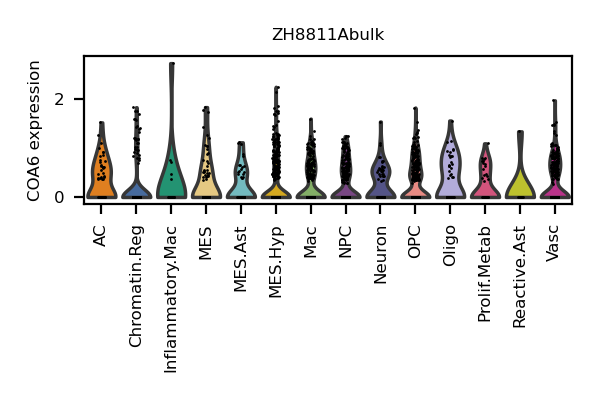 ZH8811Abulk
COA6 expression
2
0
AC
Chromatin.Reg
Inflammatory.Mac
MES
MES.Ast
MES.Hyp
Mac
NPC
Neuron
OPC
Oligo
Prolif.Metab
Reactive.Ast
Vasc